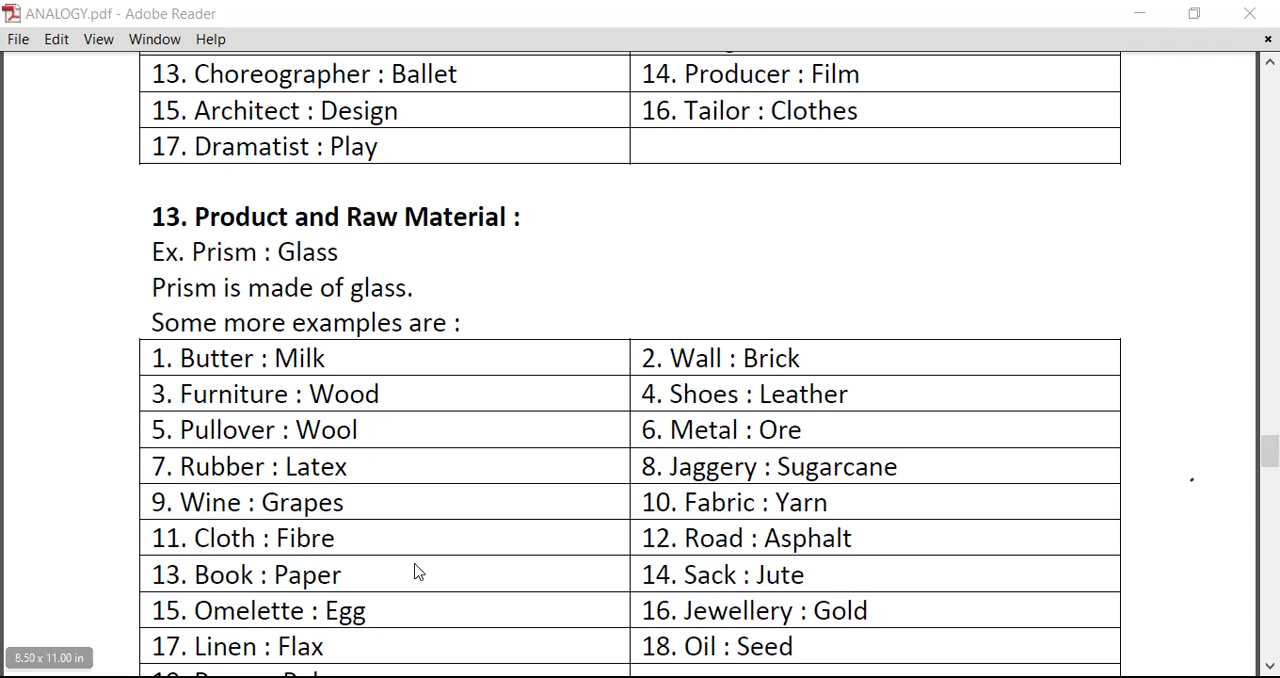 ANALOGY.pdf - Adobe Reader
File Edit View Window Help
13. Choreographer : Ballet 14. Producer : Film
15. Architect : Design 16. Tailor : Clothes
17. Dramatist : Play
13. Product and Raw Material :
Ex. Prism : Glass
Prism is made of glass.
Some more examples are :
1. Butter : Milk 2. Wall : Brick
3. Furniture : Wood 4. Shoes : Leather
5. Pullover : Wool 6. Metal : Ore
7. Rubber : Latex 8. Jaggery : Sugarcane
9. Wine : Grapes 10. Fabric : Yarn
11. Cloth : Fibre 12. Road : Asphalt
13. Book : Paper 14. Sack : Jute
15. Omelette : Egg 16. Jewellery : Gold
17. Linen : Flax 18. Oil : Seed
8.50 x 11.00 in